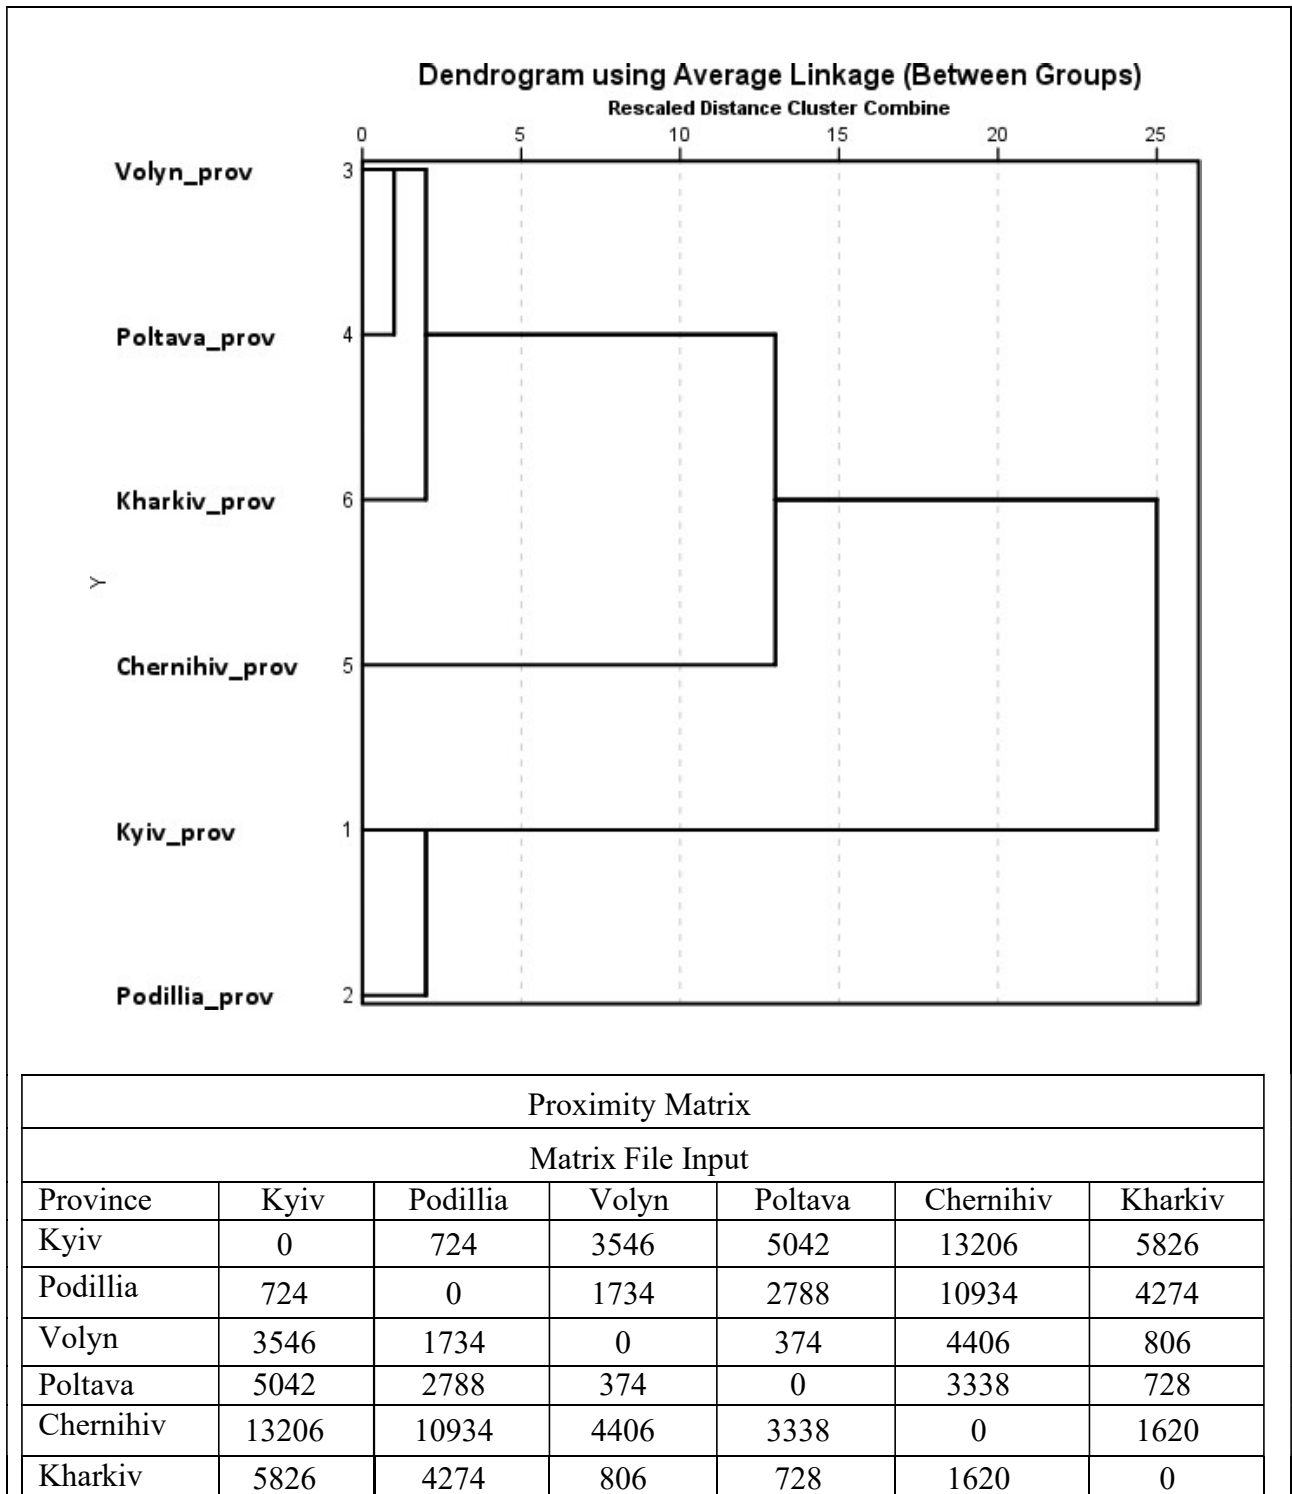 Dendrogram using Average Linkage (Between Groups)
Rescaled Distance Cluster Combine
0 5 10 15 20 25
Volyn_prov 3
Poltava_prov 4
Kharkiv_prov 6
Y
Chernihiv_prov 5
Kyiv_prov 1
Podillia_prov 2
Proximity Matrix
Matrix File Input
Province Kyiv Podillia Volyn Poltava Chernihiv Kharkiv
Kyiv 0 724 3546 5042 13206 5826
Podillia 724 0 1734 2788 10934 4274
Volyn 3546 1734 0 374 4406 806
Poltava 5042 2788 374 0 3338 728
Chernihiv 13206 10934 4406 3338 0 1620
Kharkiv 5826 4274 806 728 1620 0